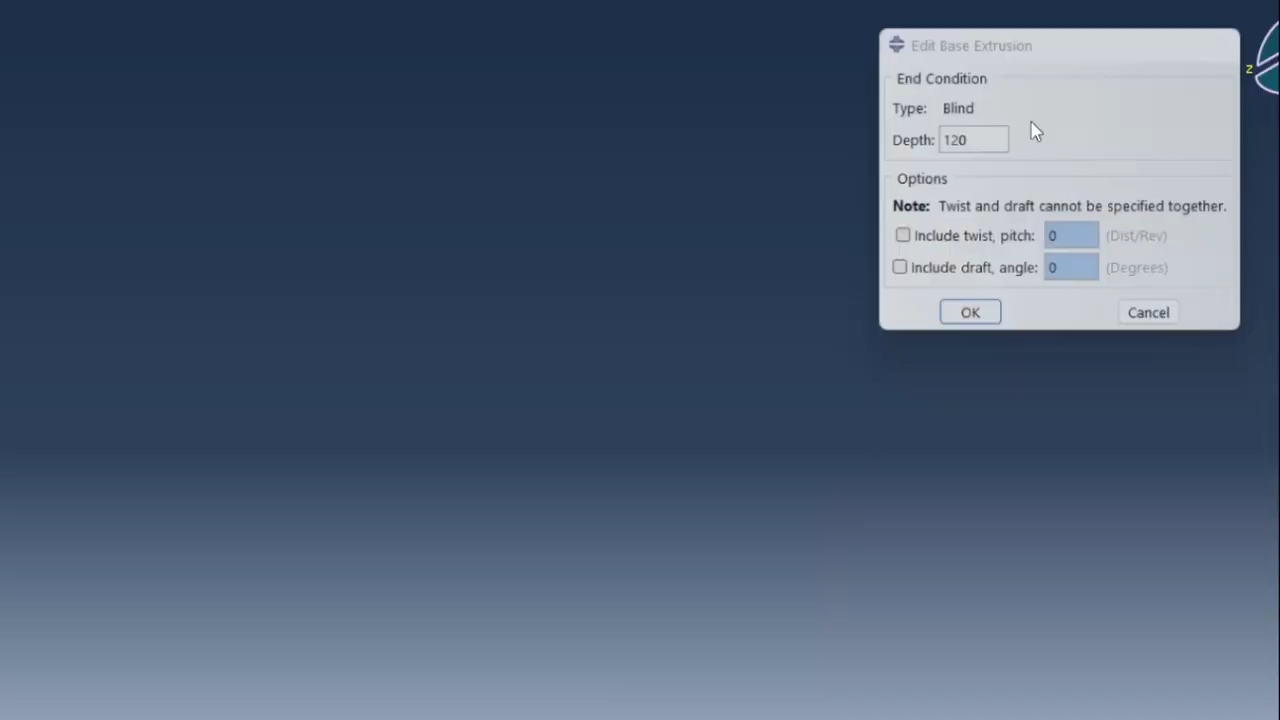 Edit Base Extrusion
End Condition
Type: Blind
Depth: 120
Options
Note: Twist and draft cannot be specified together.
Include twist, pitch: 0 (Dist/Rev)
Include draft, angle: 0 (Degrees)
OK Cancel
z